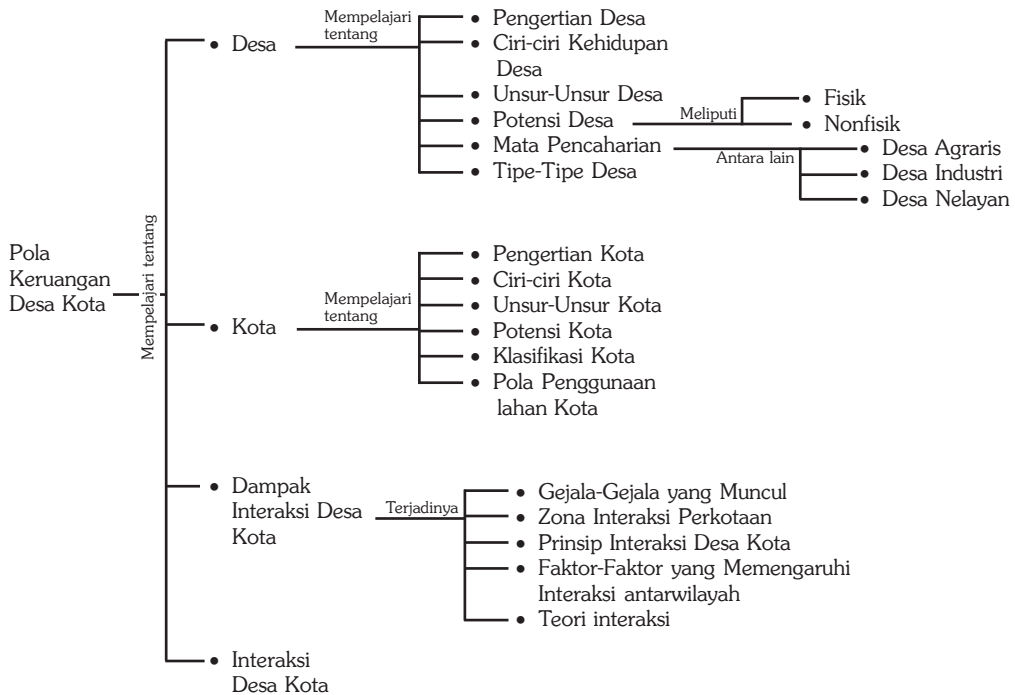 Pola
Keruangan
Desa Kota
Mempelajari tentang
Desa
Mempelajari
tentang
Pengertian Desa
Ciri-ciri Kehidupan
Desa
Unsur-Unsur Desa
Potensi Desa
Meliputi
Fisik
Nonfisik
Mata Pencaharian
Antara lain
Desa Agraris
Desa Industri
Desa Nelayan
Tipe-Tipe Desa
Kota
Mempelajari
tentang
Pengertian Kota
Ciri-ciri Kota
Unsur-Unsur Kota
Potensi Kota
Klasifikasi Kota
Pola Penggunaan
lahan Kota
Dampak
Interaksi Desa
Kota
Terjadinya
Gejala-Gejala yang Muncul
Zona Interaksi Perkotaan
Prinsip Interaksi Desa Kota
Faktor-Faktor yang Memengaruhi
Interaksi antarwilayah
Teori interaksi
Interaksi
Desa Kota